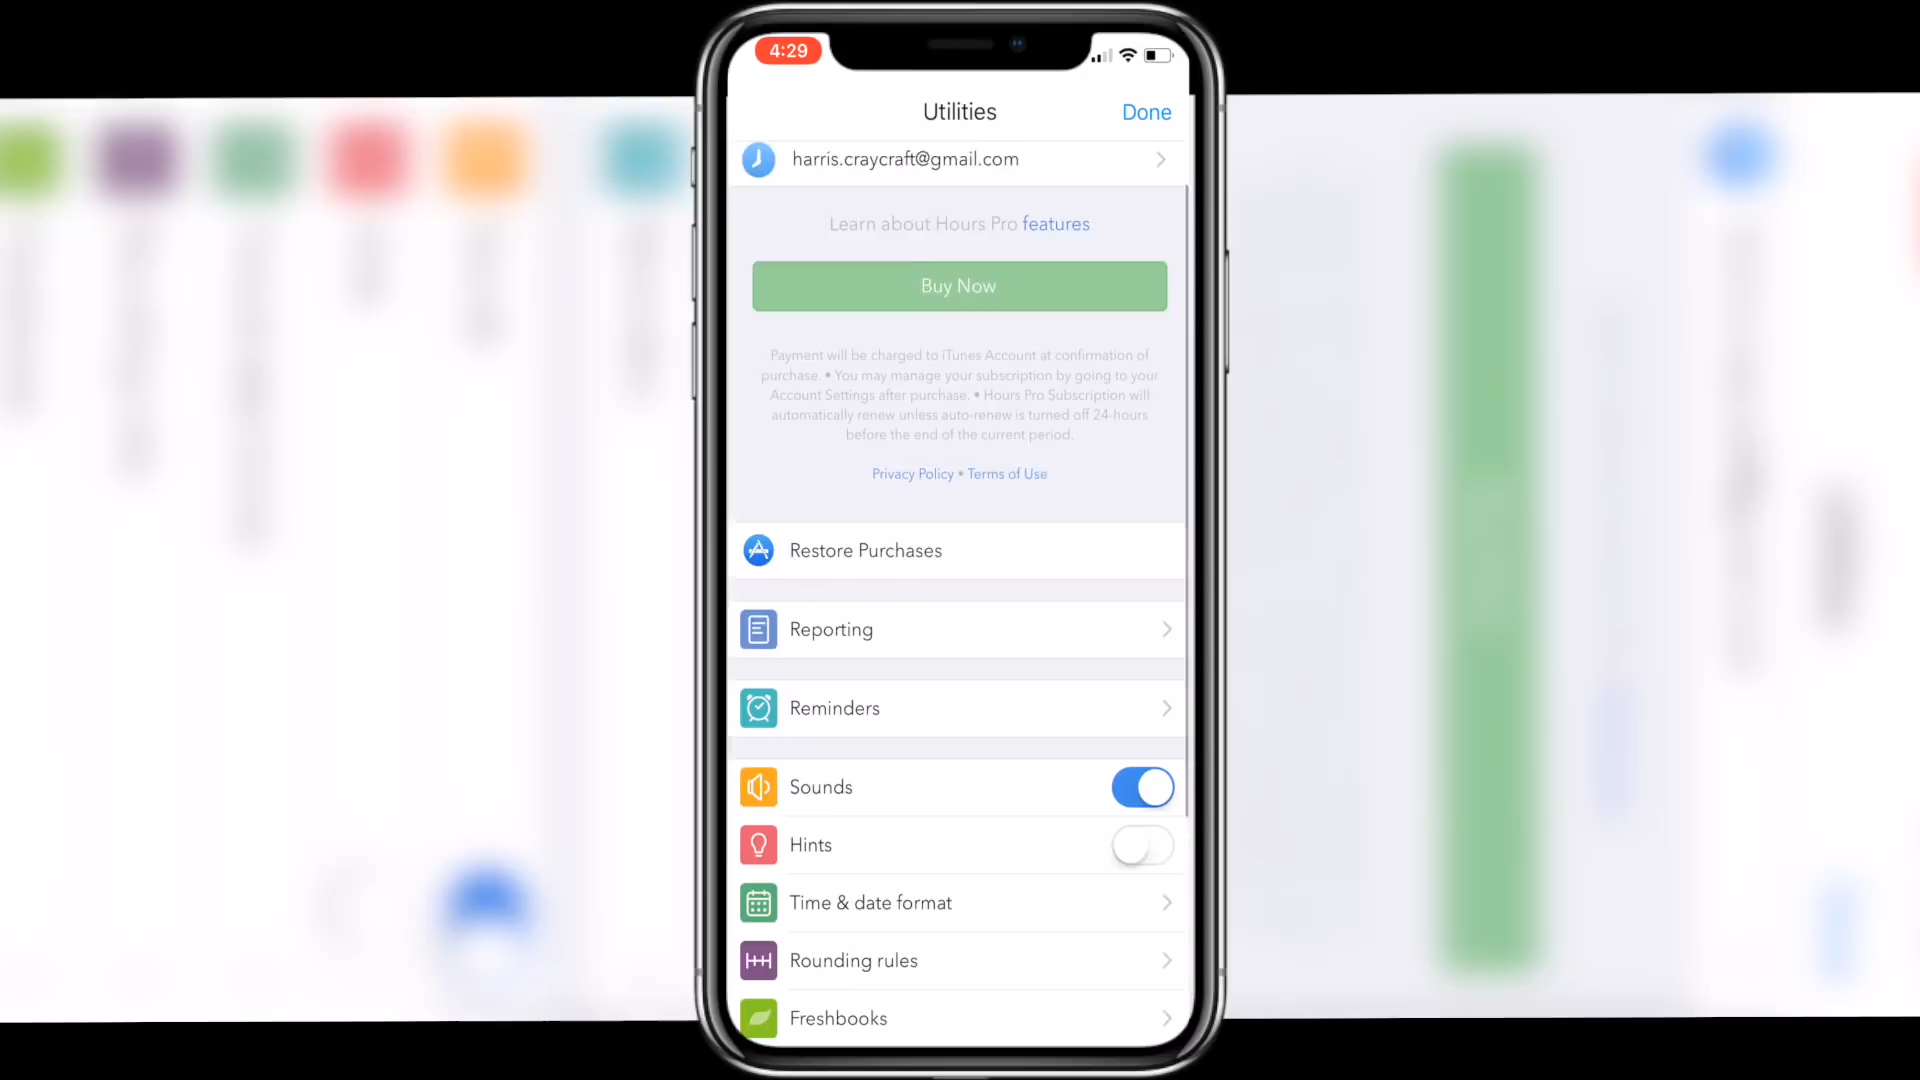 4:29
Utilities
Done
harris.craycraft@gmail.com
Learn about Hours Pro features
Buy Now
Payment will be charged to iTunes Account at confirmation of
purchase. • You may manage your subscription by going to your
Account Settings after purchase. • Hours Pro Subscription will
automatically renew unless auto-renew is turned off 24-hours
before the end of the current period.
Privacy Policy • Terms of Use
Restore Purchases
Reporting
Reminders
Sounds
Hints
Time & date format
Rounding rules
Freshbooks